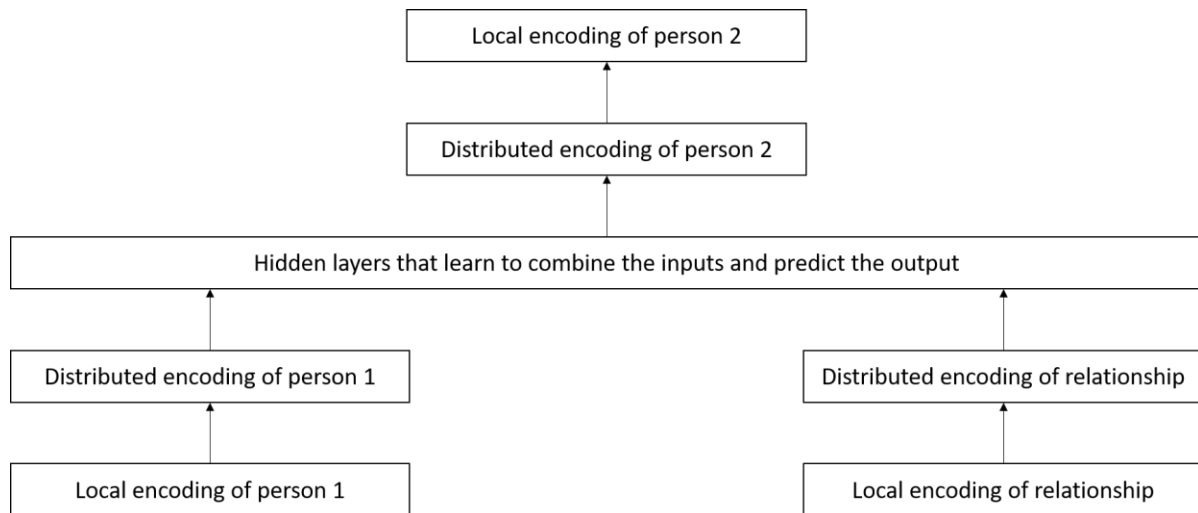 Local encoding of person 2
Distributed encoding of person 2
Hidden layers that learn to combine the inputs and predict the output
Distributed encoding of person 1
Distributed encoding of relationship
Local encoding of person 1
Local encoding of relationship